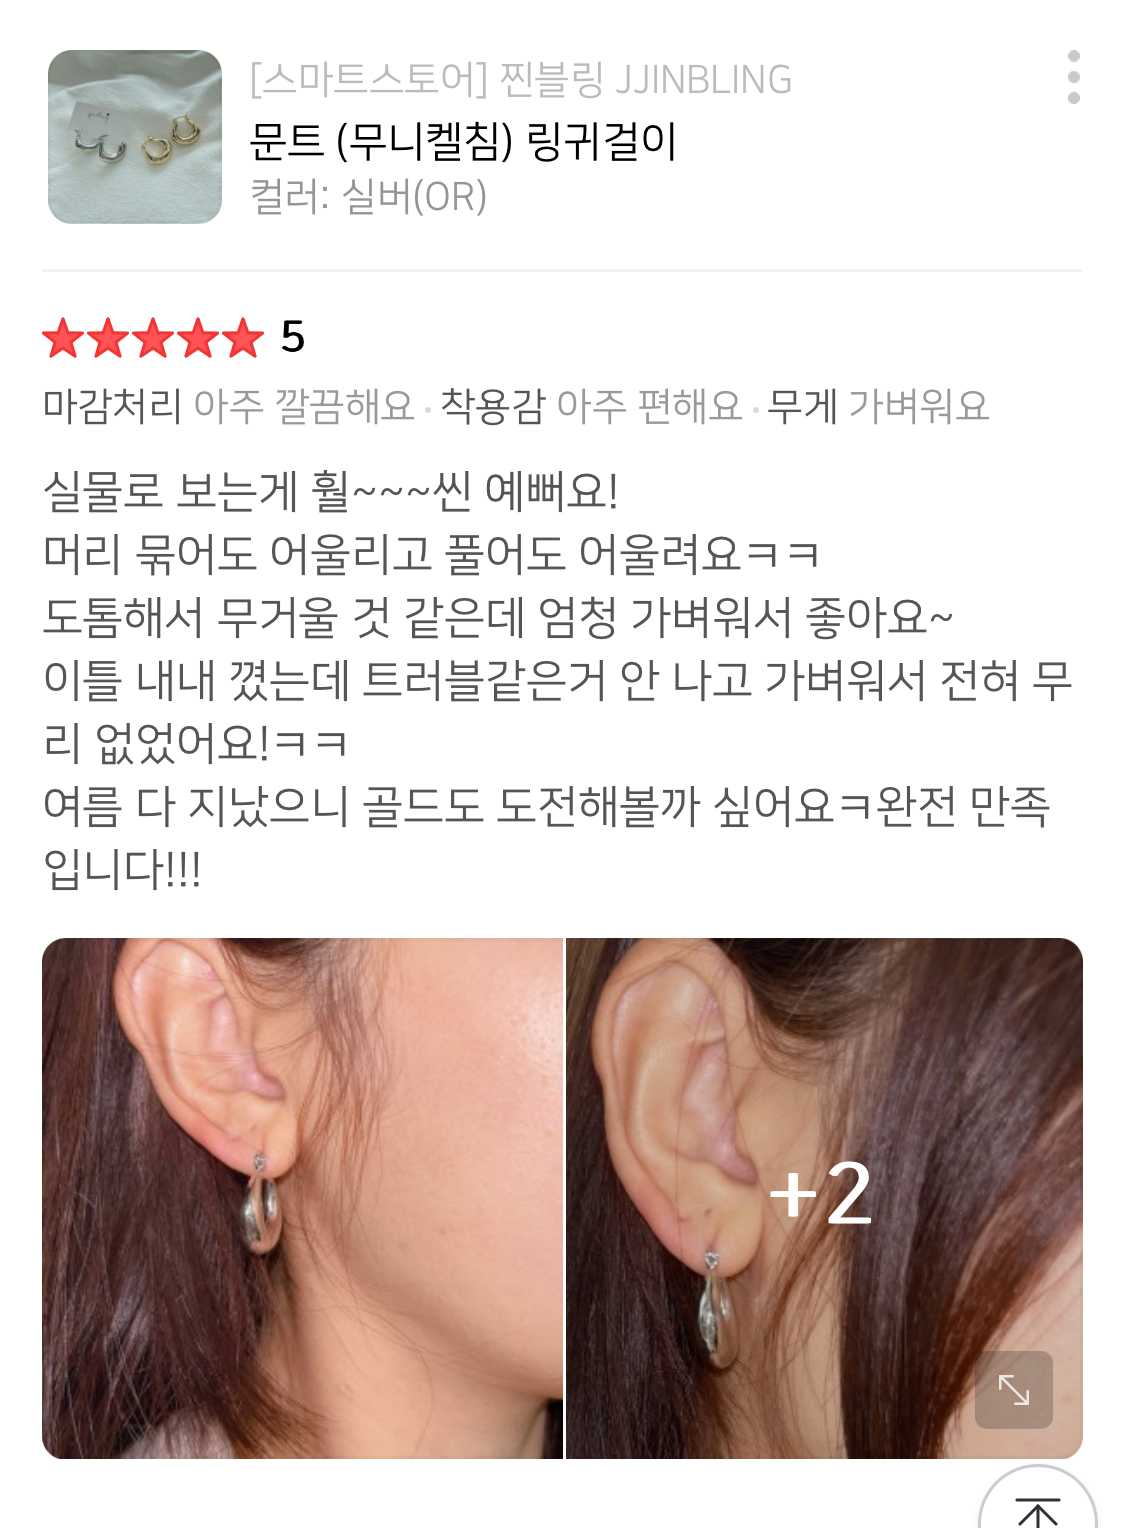 [스마트스토어] 찐블링 JJINBLING
문트 (무니켈침) 링귀걸이
컬러: 실버(OR)
5
마감처리 아주 깔끔해요 · 착용감 아주 편해요 · 무게 가벼워요
실물로 보는게 훨~~~씬 예뻐요!
머리 묶어도 어울리고 풀어도 어울려요ㅋㅋ
도톰해서 무거울 것 같은데 엄청 가벼워서 좋아요~
이틀 내내 꼈는데 트러블같은거 안 나고 가벼워서 전혀 무
리 없었어요!ㅋㅋ
여름 다 지났으니 골드도 도전해볼까 싶어요ㅋ완전 만족
입니다!!!
+2